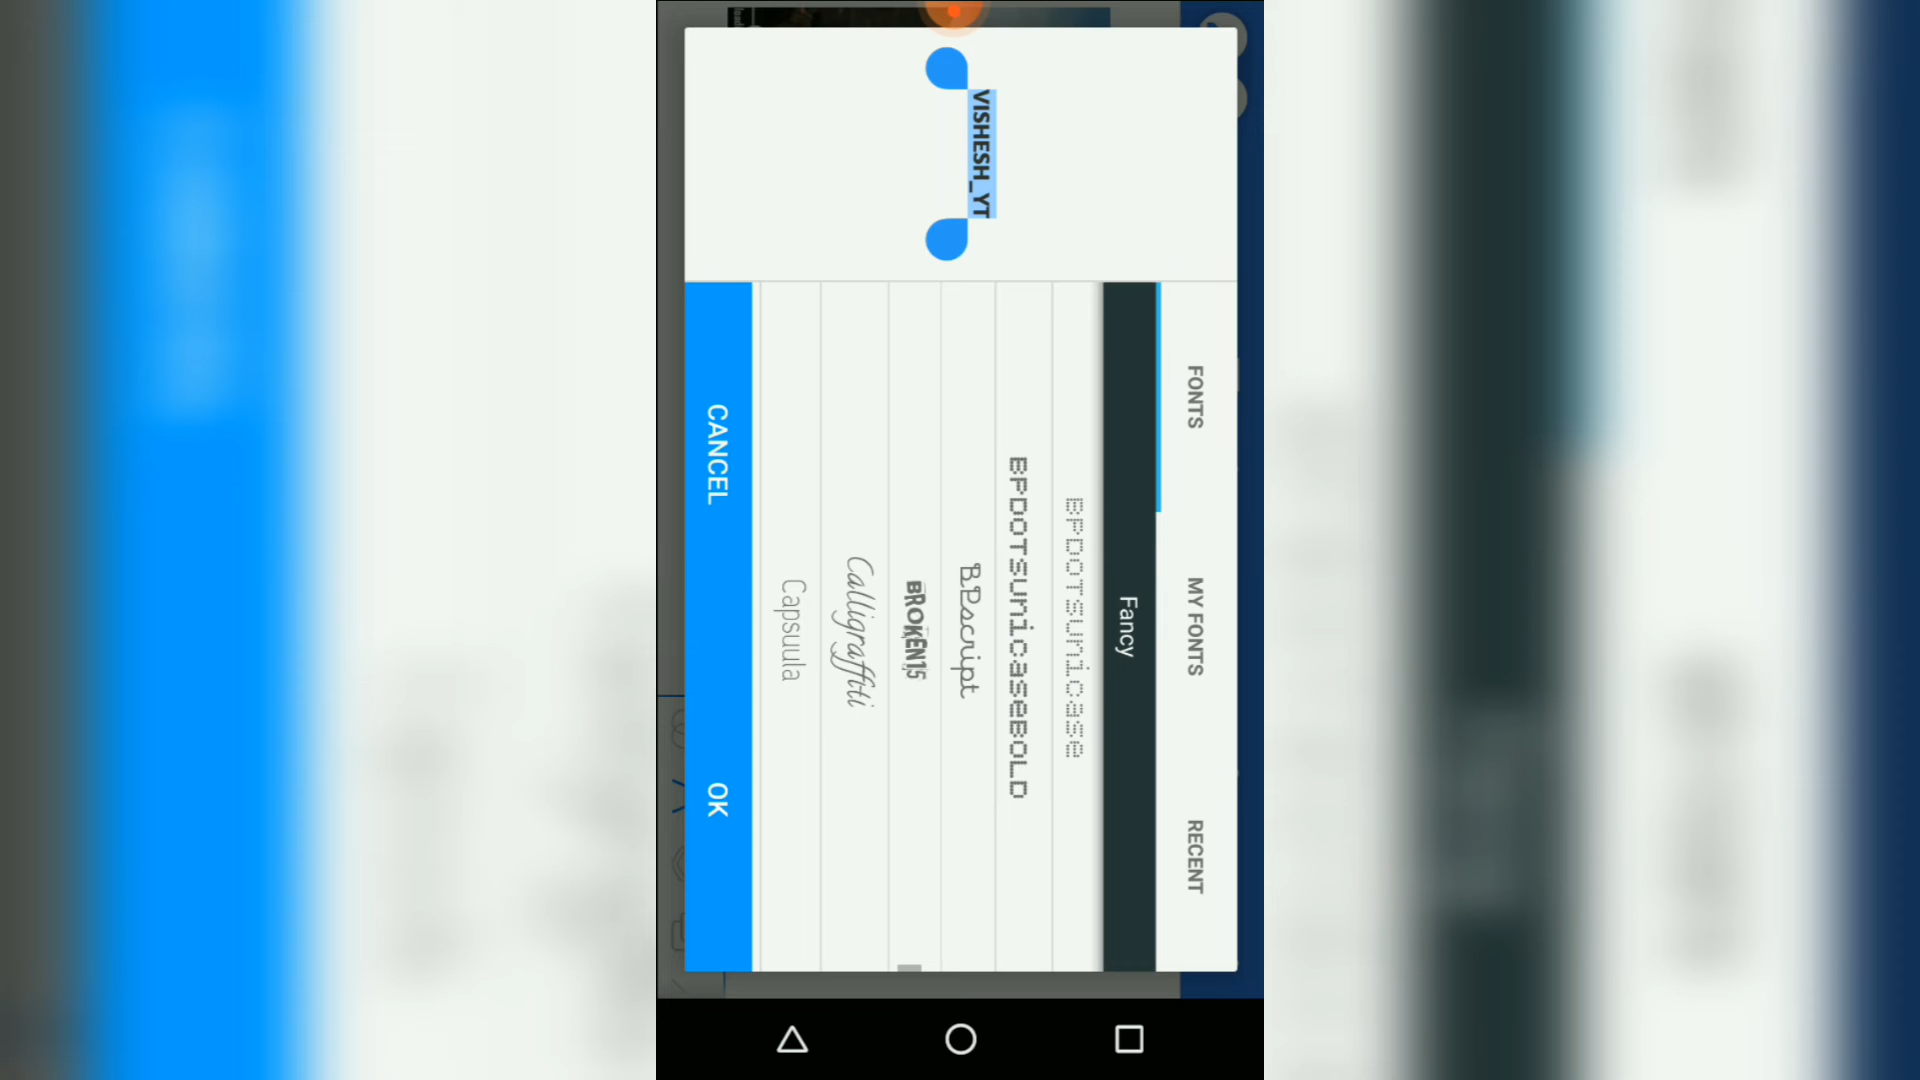 VISHESH_YT
FONTS
MY FONTS
RECENT
Fancy
BPDOTSUnicase
BPDOTSUnicaseBOLD
BPscript
BROKEN15
Calligraffiti
Capsuula
CANCEL
OK